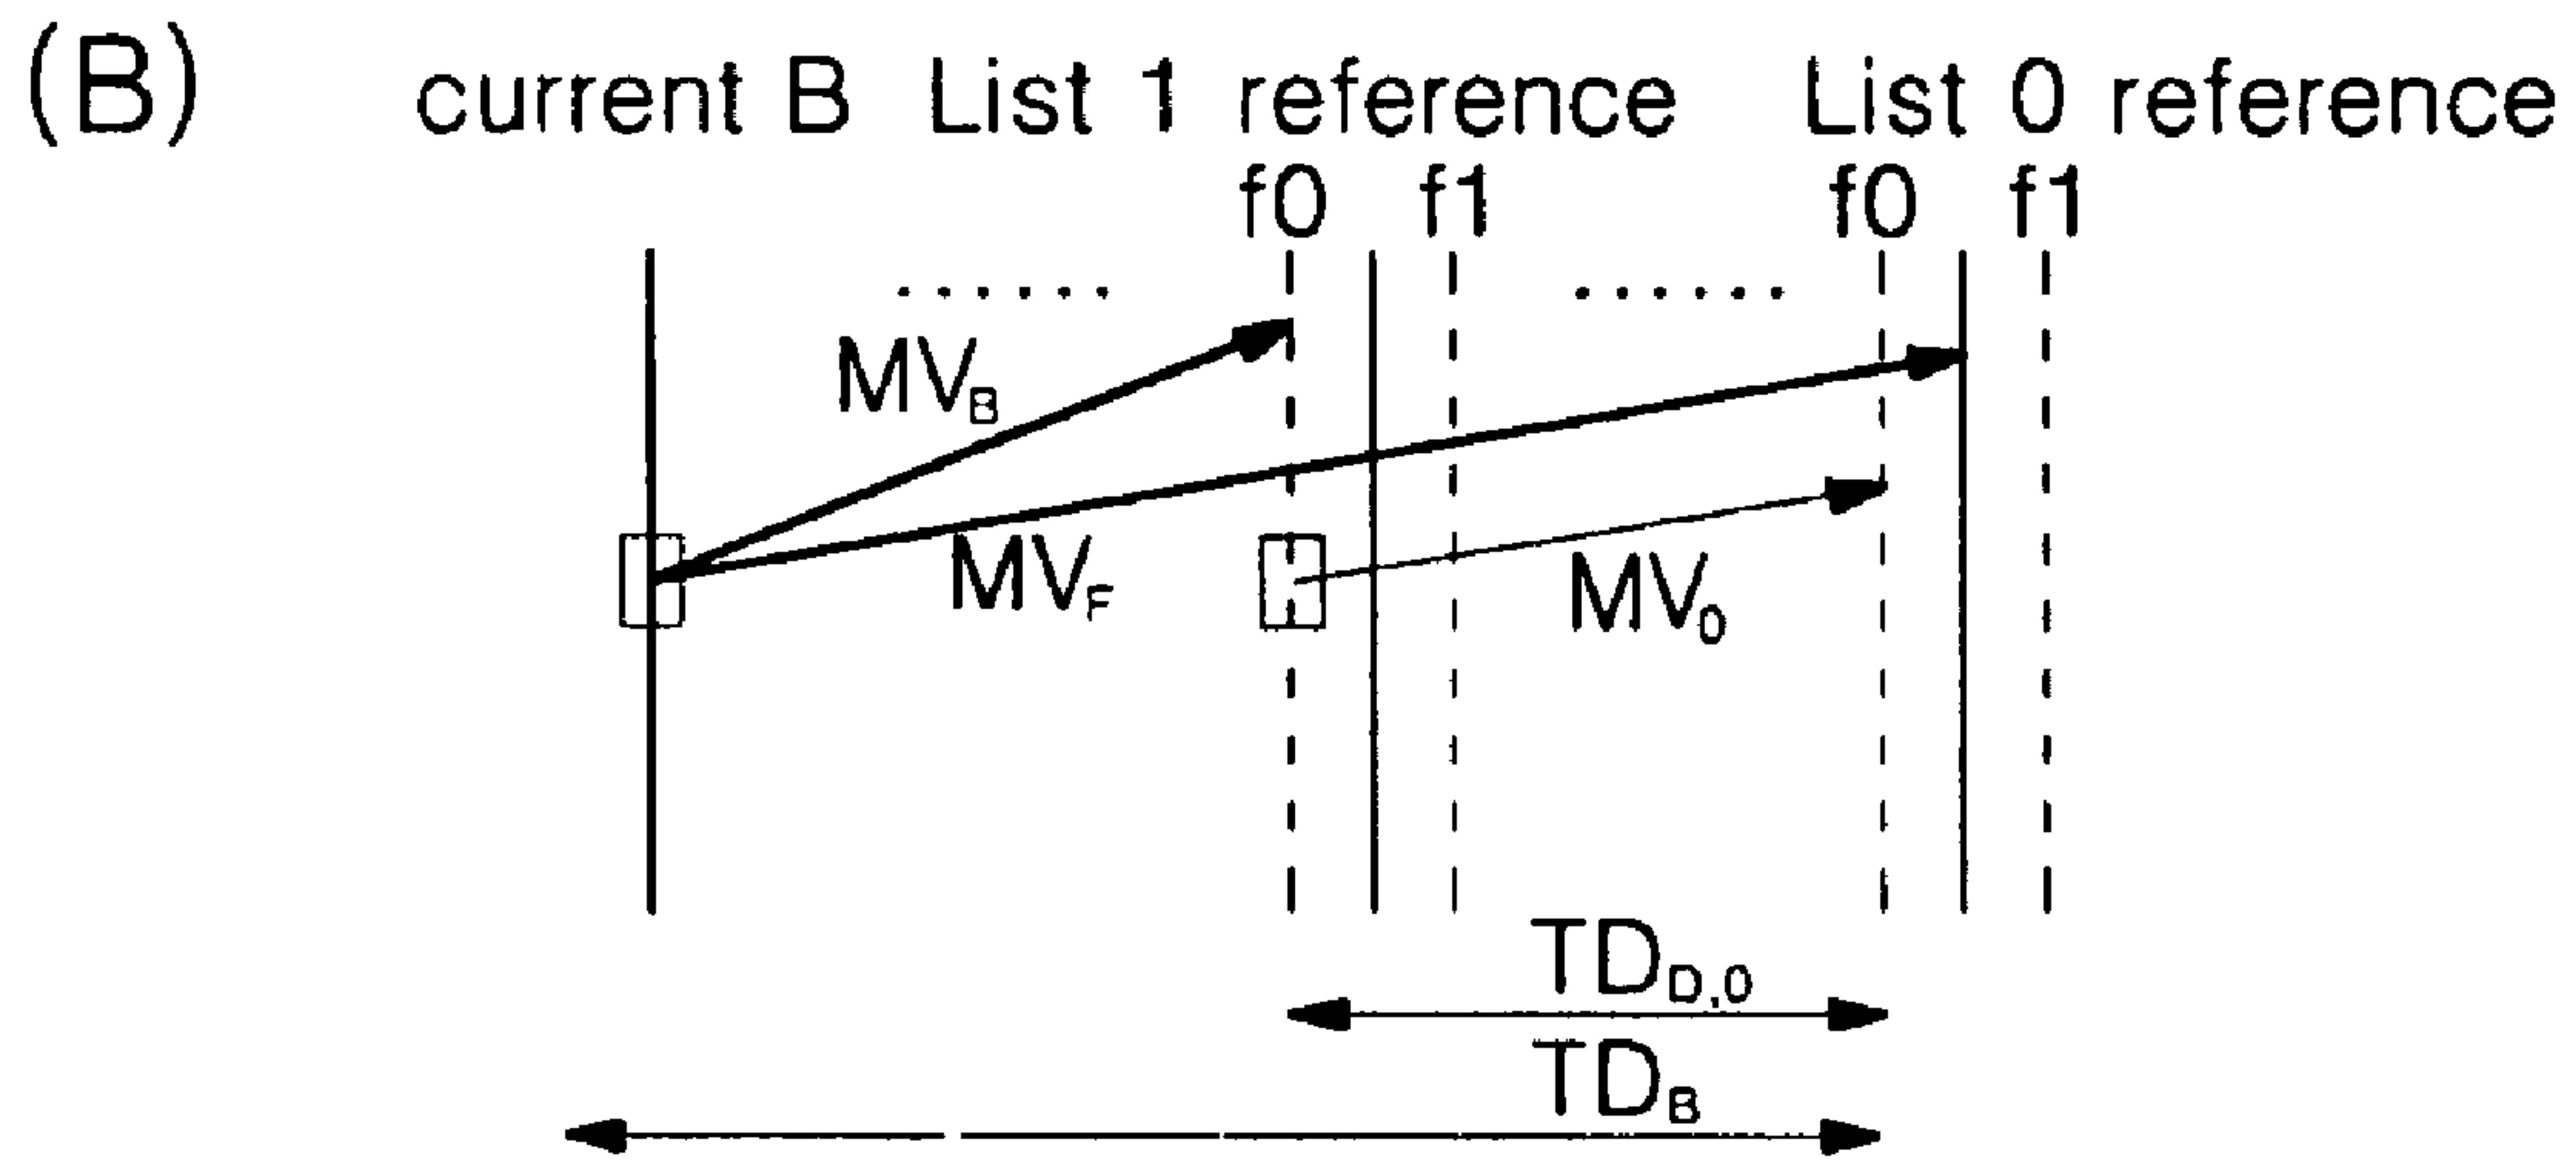 (B) current B List 1 reference List 0 reference
f0 f1 f0 f1
MV_B
MV_F MV_0
TD_D,0
TD_B